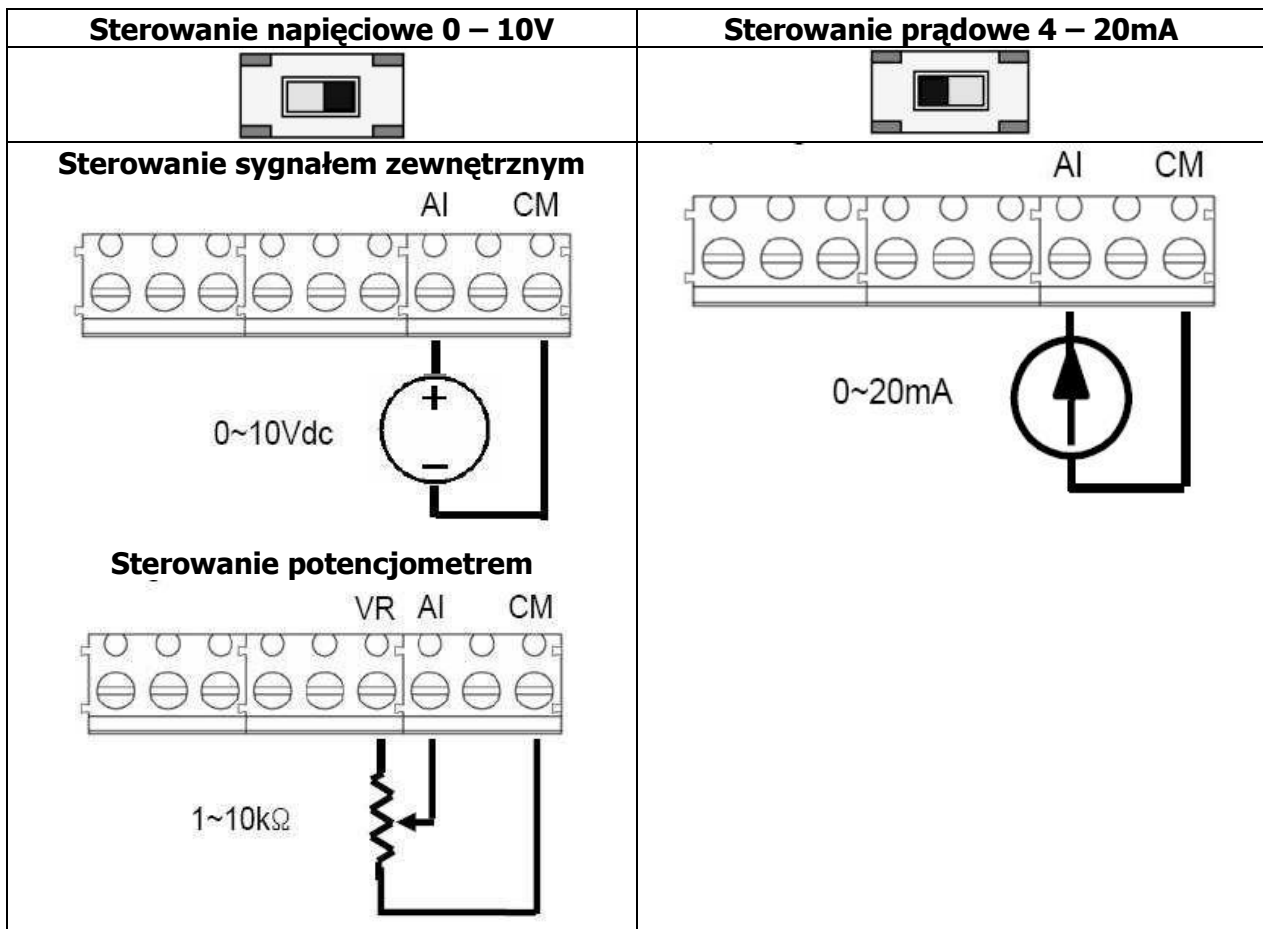 Sterowanie napięciowe 0 – 10V
Sterowanie prądowe 4 – 20mA
Sterowanie sygnałem zewnętrznym
AI CM
0~10Vdc
AI CM
0~20mA
Sterowanie potencjometrem
VR AI CM
1~10kΩ